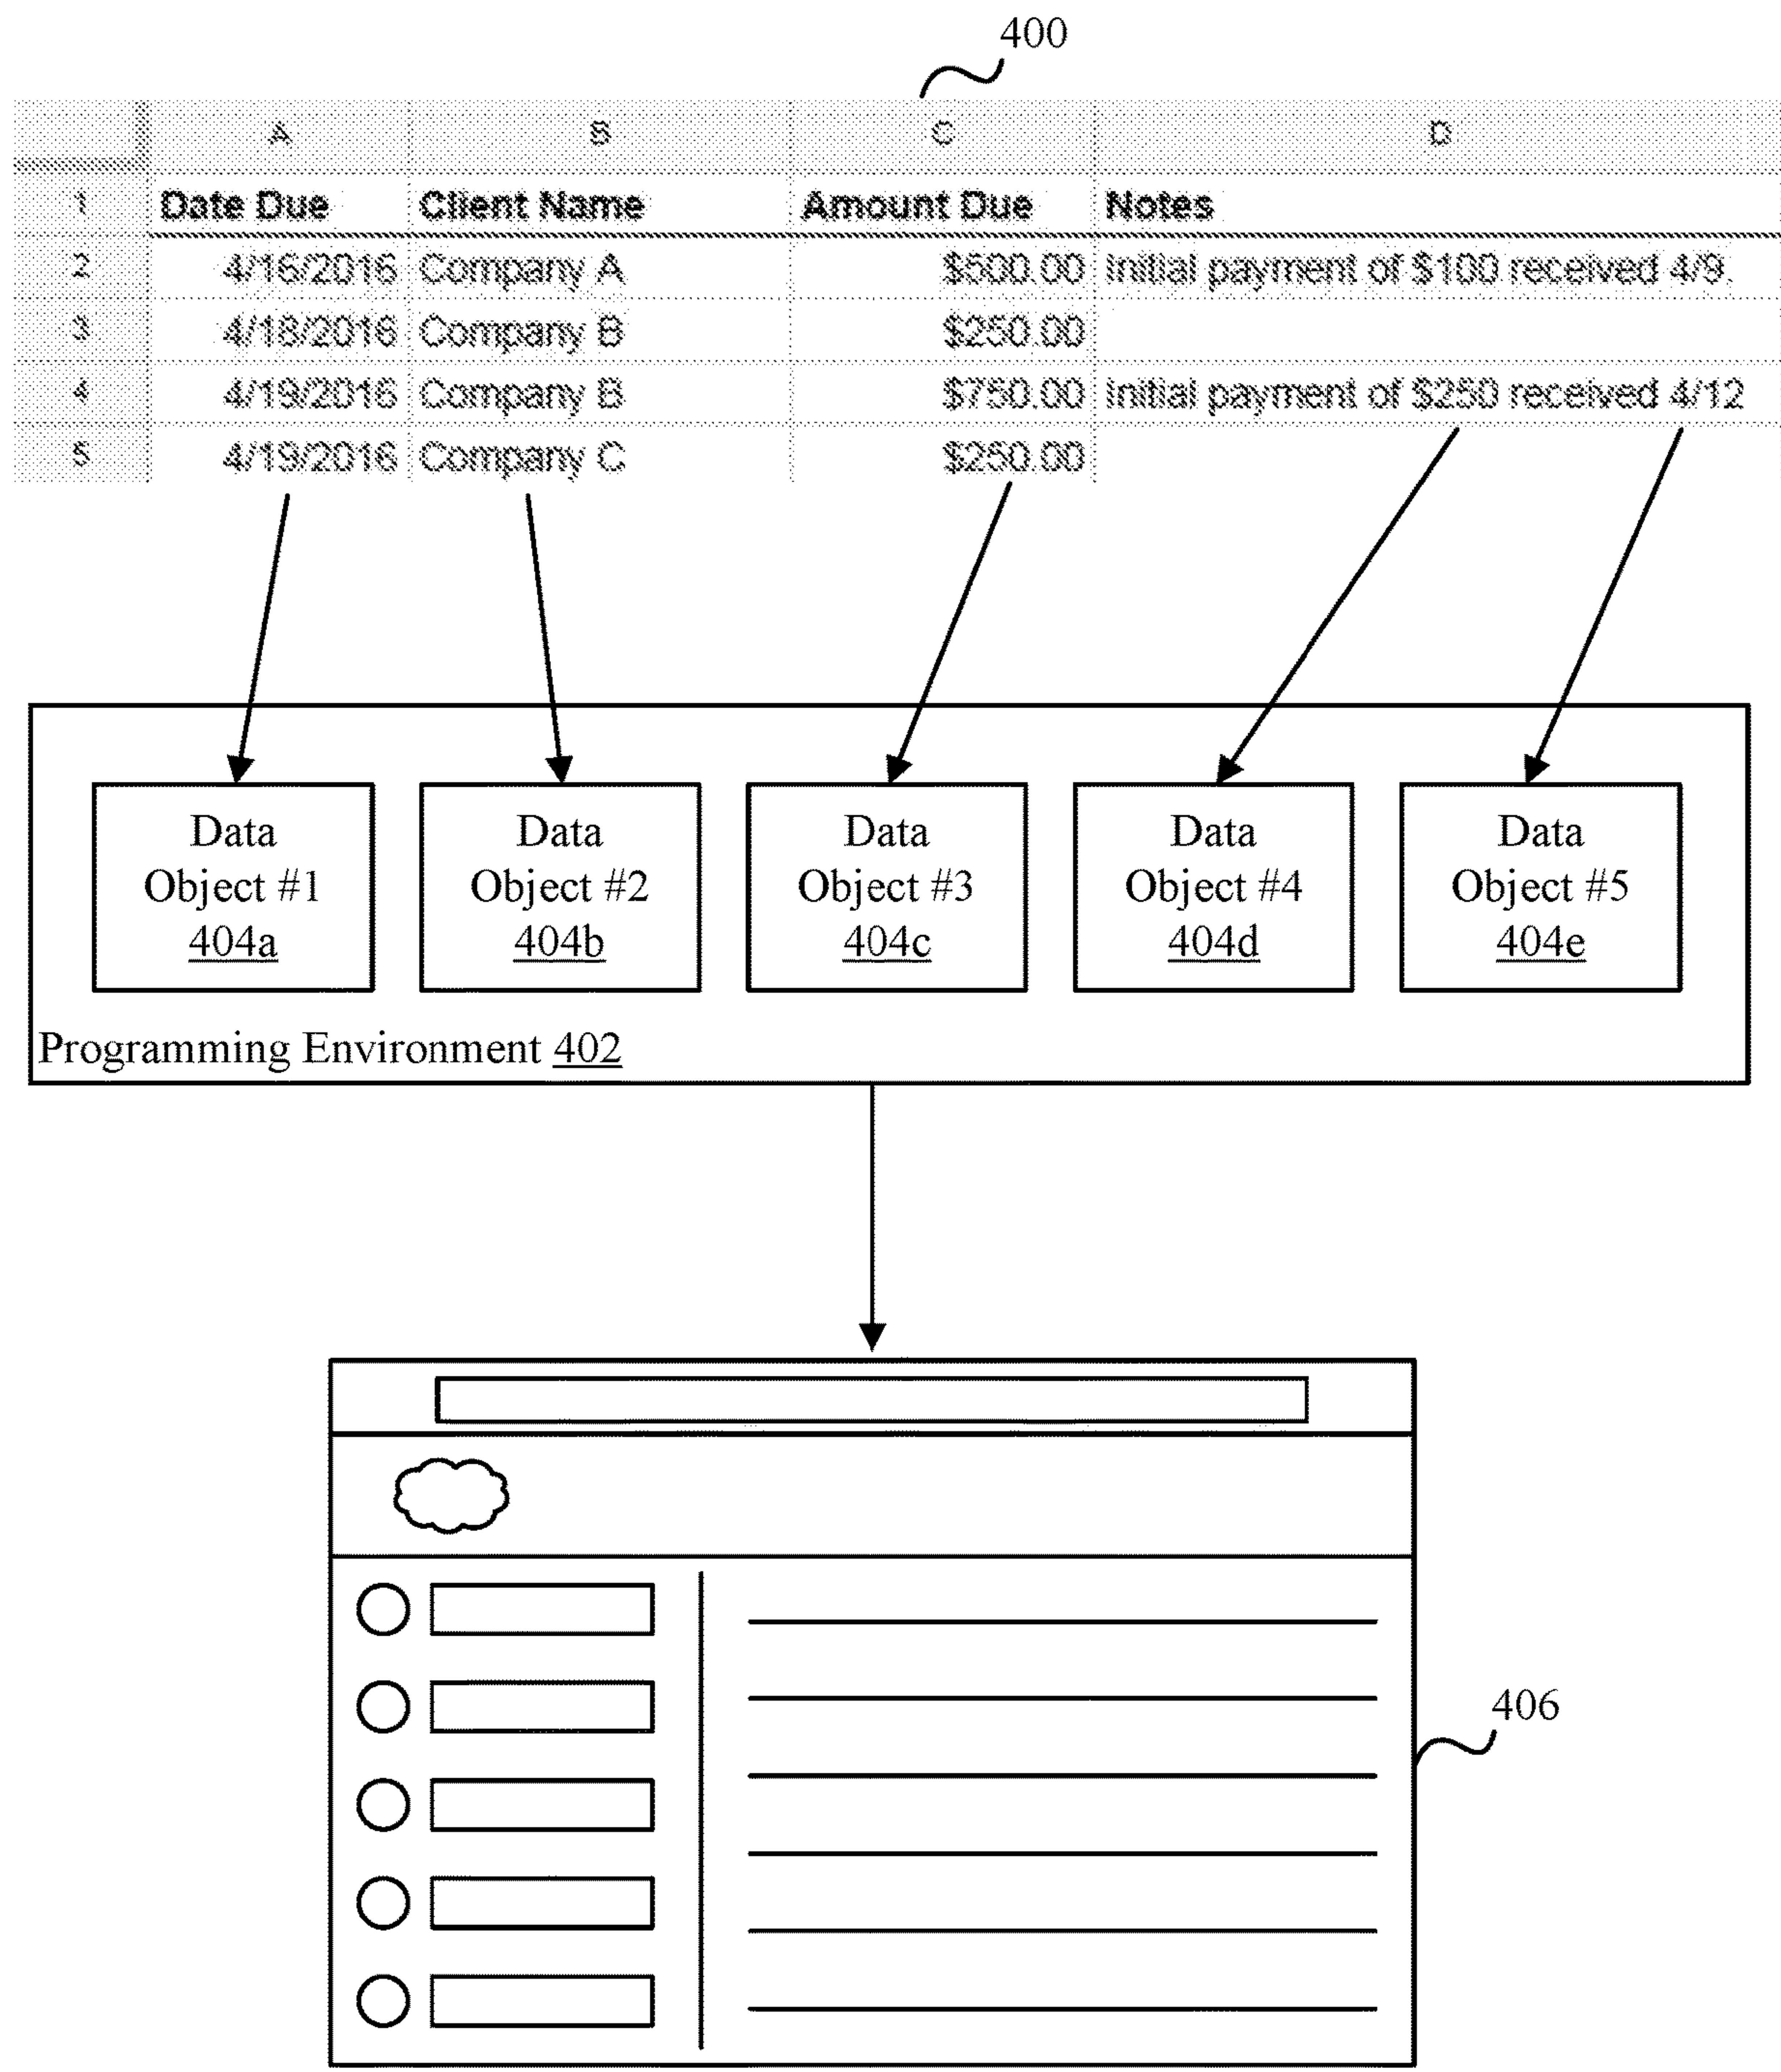 400
A B C D
1 Date Due Client Name Amount Due Notes
2 4/16/2016 Company A $500.00 Initial payment of $100 received 4/9.
3 4/18/2016 Company B $250.00
4 4/19/2016 Company B $750.00 Initial payment of $250 received 4/12
5 4/19/2016 Company C $250.00
Data Data Data Data Data
Object #1 Object #2 Object #3 Object #4 Object #5
404a 404b 404c 404d 404e
Programming Environment 402
406